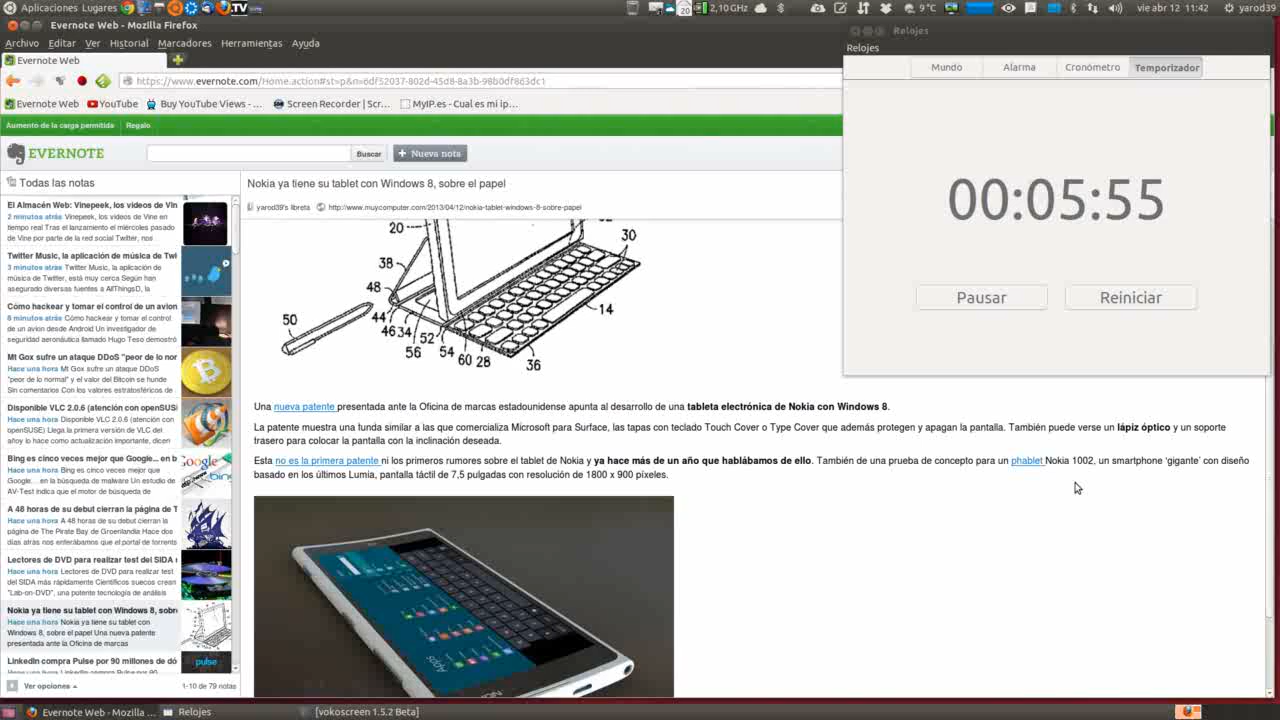 Aplicaciones Lugares
TV
20
2,10 GHz
9°C
vie abr 12 11:42
yarod39
Evernote Web - Mozilla Firefox
Archivo Editar Ver Historial Marcadores Herramientas Ayuda
Evernote Web
https://www.evernote.com/Home.action#st=p&n=6df52037-802d-45d8-8a3b-98b0df863dc1
Evernote Web YouTube Buy YouTube Views - ... Screen Recorder | Scr... MyIP.es - Cual es mi ip...
Aumento de la carga permitida Regalo
EVERNOTE
Buscar
+ Nueva nota
Todas las notas
El Almacén Web: Vinepeek, los videos de Vin
2 minutos atrás Vinepeek, los videos de Vine en
tiempo real Tras el lanzamiento el miércoles pasado
de Vine por parte de la red social Twitter, nos
Twitter Music, la aplicación de música de Twi
3 minutos atrás Twitter Music, la aplicación de
música de Twitter, está muy cerca Según han
asegurado diversas fuentes a AllThingsD, la
Cómo hackear y tomar el control de un avion
8 minutos atrás Cómo hackear y tomar el control
de un avion desde Android Un investigador de
seguridad aeronáutica llamado Hugo Teso demostró
Mt Gox sufre un ataque DDoS "peor de lo nor
Hace una hora Mt Gox sufre un ataque DDoS
"peor de lo normal" y el valor del Bitcoin se hunde
Sin comentarios Con los valores estratosféricos de
Disponible VLC 2.0.6 (atención con openSUSE
Hace una hora Disponible VLC 2.0.6 (atención con
openSUSE) Llega la primera versión de VLC del
año y lo hace como actualización importante, dicen
Bing es cinco veces mejor que Google... en b
Hace una hora Bing es cinco veces mejor que
Google... en la búsqueda de malware Un estudio de
AV-Test indica que el motor de búsqueda de
Google
A 48 horas de su debut cierran la página de T
Hace una hora A 48 horas de su debut cierran la
página de The Pirate Bay de Groenlandia Hace dos
días atrás nos enterábamos que el portal de torrents
Lectores de DVD para realizar test del SIDA
Hace una hora Lectores de DVD para realizar test
del SIDA más rápidamente Científicos suecos crean
"Lab-on-DVD", una potente tecnología de análisis
Nokia ya tiene su tablet con Windows 8, sobre
Hace una hora Nokia ya tiene su tablet con
Windows 8, sobre el papel Una nueva patente
presentada ante la Oficina de marcas
LinkedIn compra Pulse por 90 millones de dó
Hace una hora LinkedIn compra Pulse por 90
pulse
Ver opciones
1-10 de 79 notas
Nokia ya tiene su tablet con Windows 8, sobre el papel
yarod39's libreta http://www.muycomputer.com/2013/04/12/nokia-tablet-windows-8-sobre-papel
20
30
38
48
14
50
44
46 34
52
56
54
60
28
36
Una nueva patente presentada ante la Oficina de marcas estadounidense apunta al desarrollo de una tableta electrónica de Nokia con Windows 8.
La patente muestra una funda similar a las que comercializa Microsoft para Surface, las tapas con teclado Touch Cover o Type Cover que además protegen y apagan la pantalla. También puede verse un lápiz óptico y un soporte
trasero para colocar la pantalla con la inclinación deseada.
Esta no es la primera patente ni los primeros rumores sobre el tablet de Nokia y ya hace más de un año que hablábamos de ello. También de una prueba de concepto para un phablet Nokia 1002, un smartphone 'gigante' con diseño
basado en los últimos Lumia, pantalla táctil de 7,5 pulgadas con resolución de 1800 x 900 píxeles.
Apps
Relojes
Relojes
Mundo Alarma Cronómetro Temporizador
00:05:55
Pausar Reiniciar
Evernote Web - Mozilla ... Relojes [vokoscreen 1.5.2 Beta]